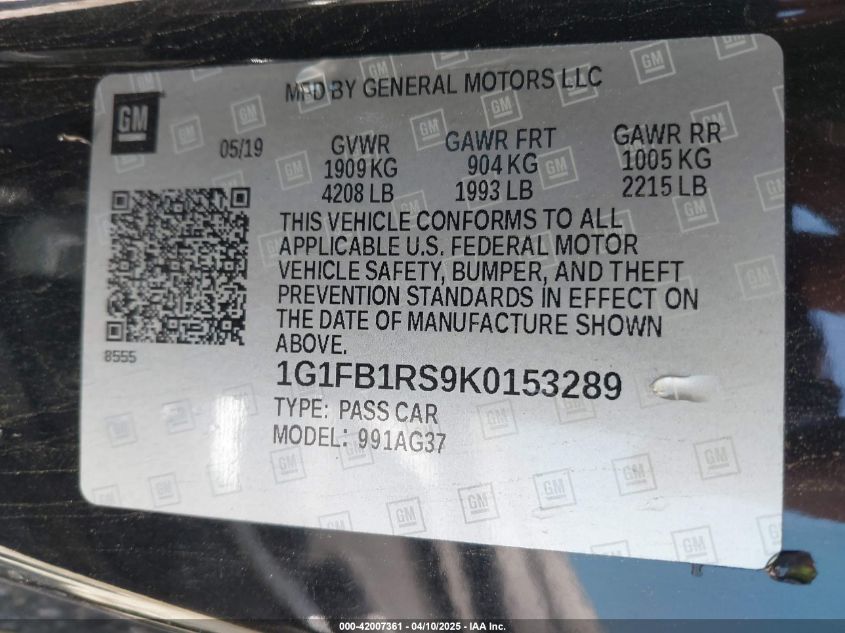 MFD BY GENERAL MOTORS LLC
GM
05/19
GVWR
1909 KG
4208 LB
GAWR FRT
904 KG
1993 LB
GAWR RR
1005 KG
2215 LB
THIS VEHICLE CONFORMS TO ALL
APPLICABLE U.S. FEDERAL MOTOR
VEHICLE SAFETY, BUMPER, AND THEFT
PREVENTION STANDARDS IN EFFECT ON
THE DATE OF MANUFACTURE SHOWN
ABOVE.
8555
1G1FB1RS9K0153289
TYPE: PASS CAR
MODEL: 991AG37
000-42007361 - 04/10/2025 - IAA Inc.